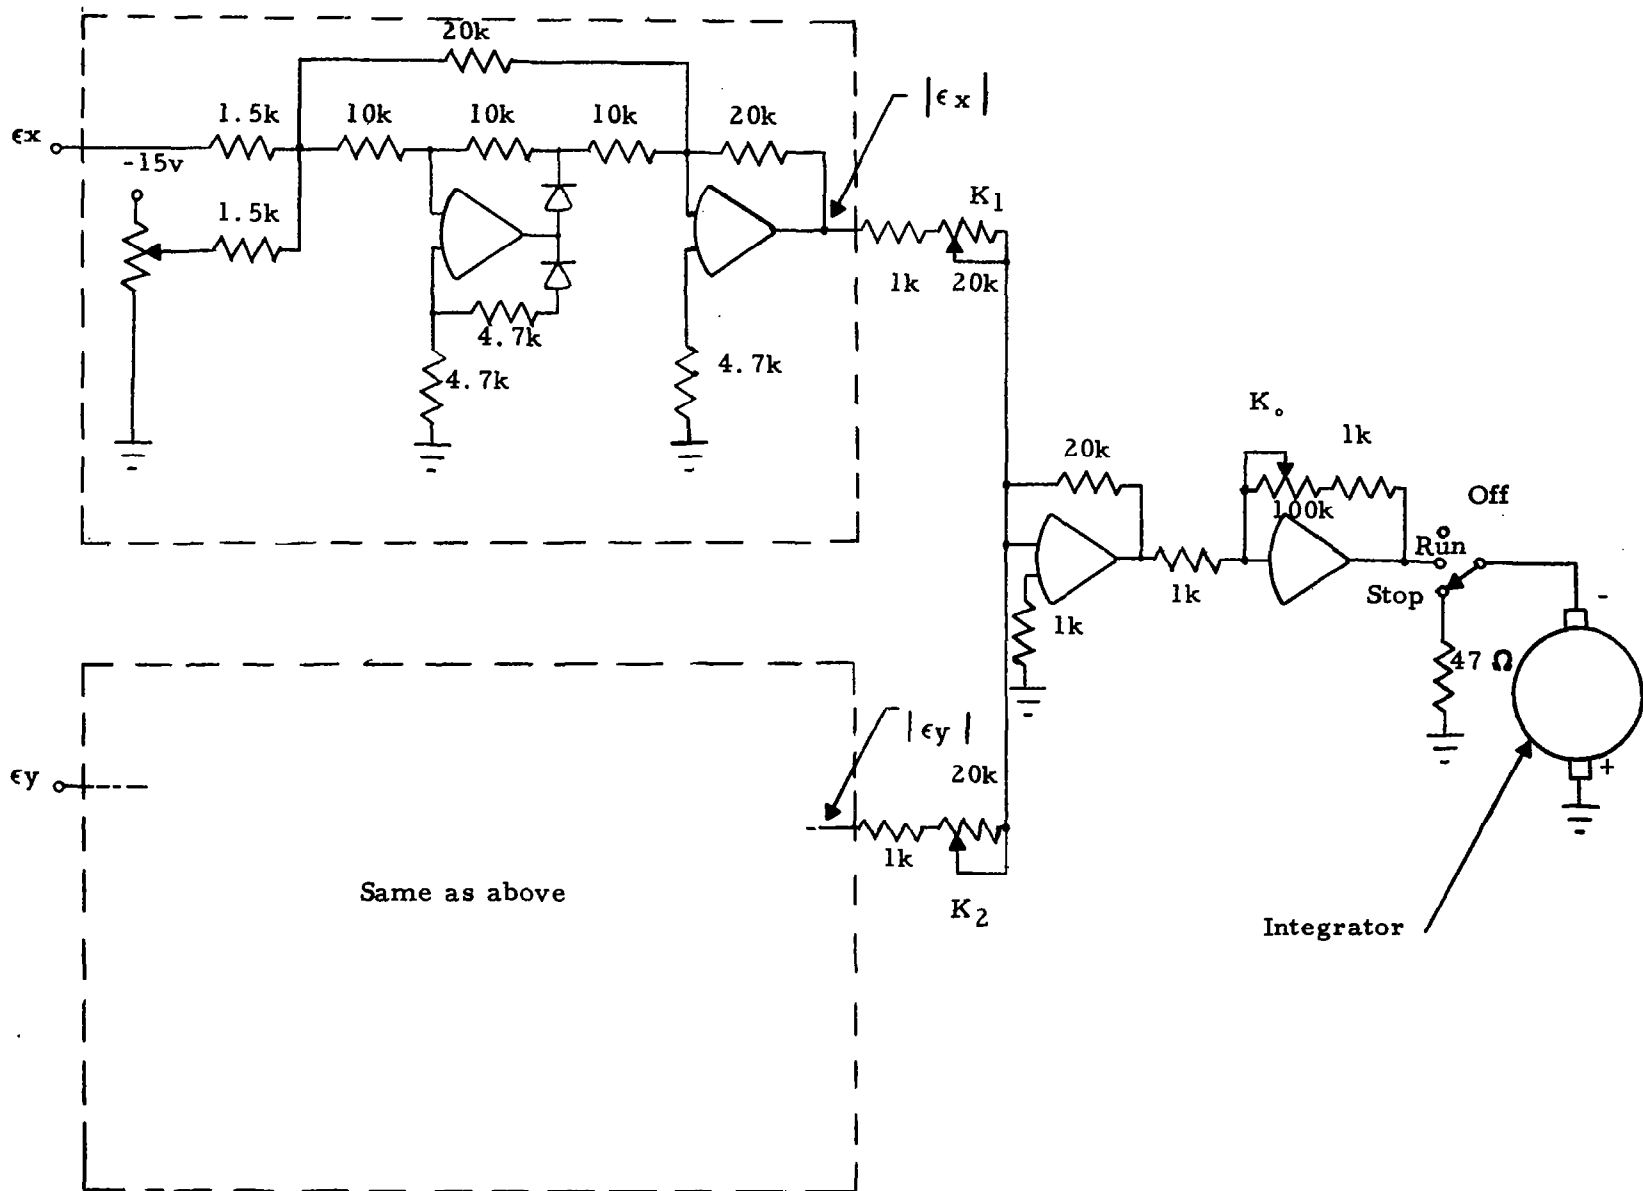 20k
1.5k
10k
10k
10k
20k
|ϵx|
ϵx
-15v
1.5k
K1
1k
20k
4.7k
4.7k
4.7k
K0
1k
20k
100k
Off
Run
Stop
1k
1k
-
47 Ω
+
|ϵy|
20k
ϵy
1k
K2
Same as above
Integrator